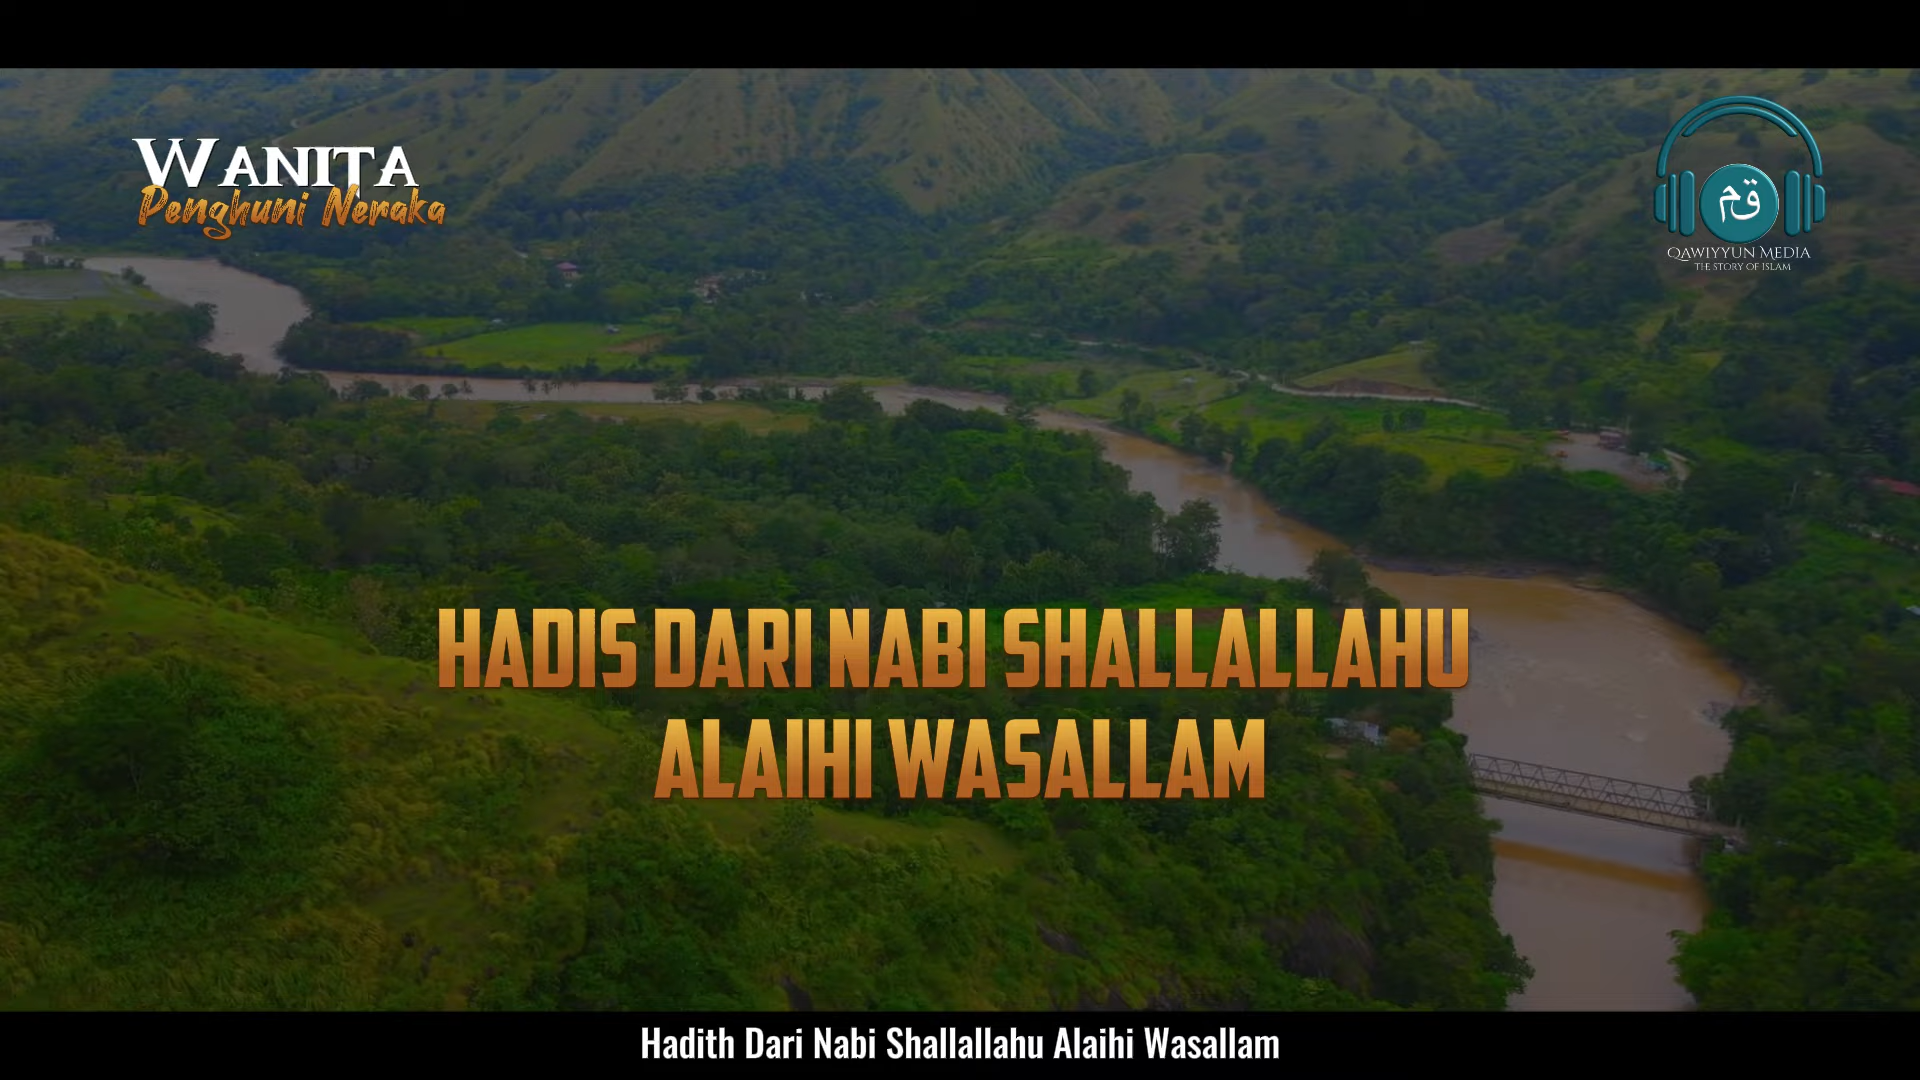 WANITA
Penghuni Neraka
قم
QAWIYYUN MEDIA
THE STORY OF ISLAM
HADIS DARI NABI SHALLALLAHU
ALAIHI WASALLAM
Hadith Dari Nabi Shallallahu Alaihi Wasallam